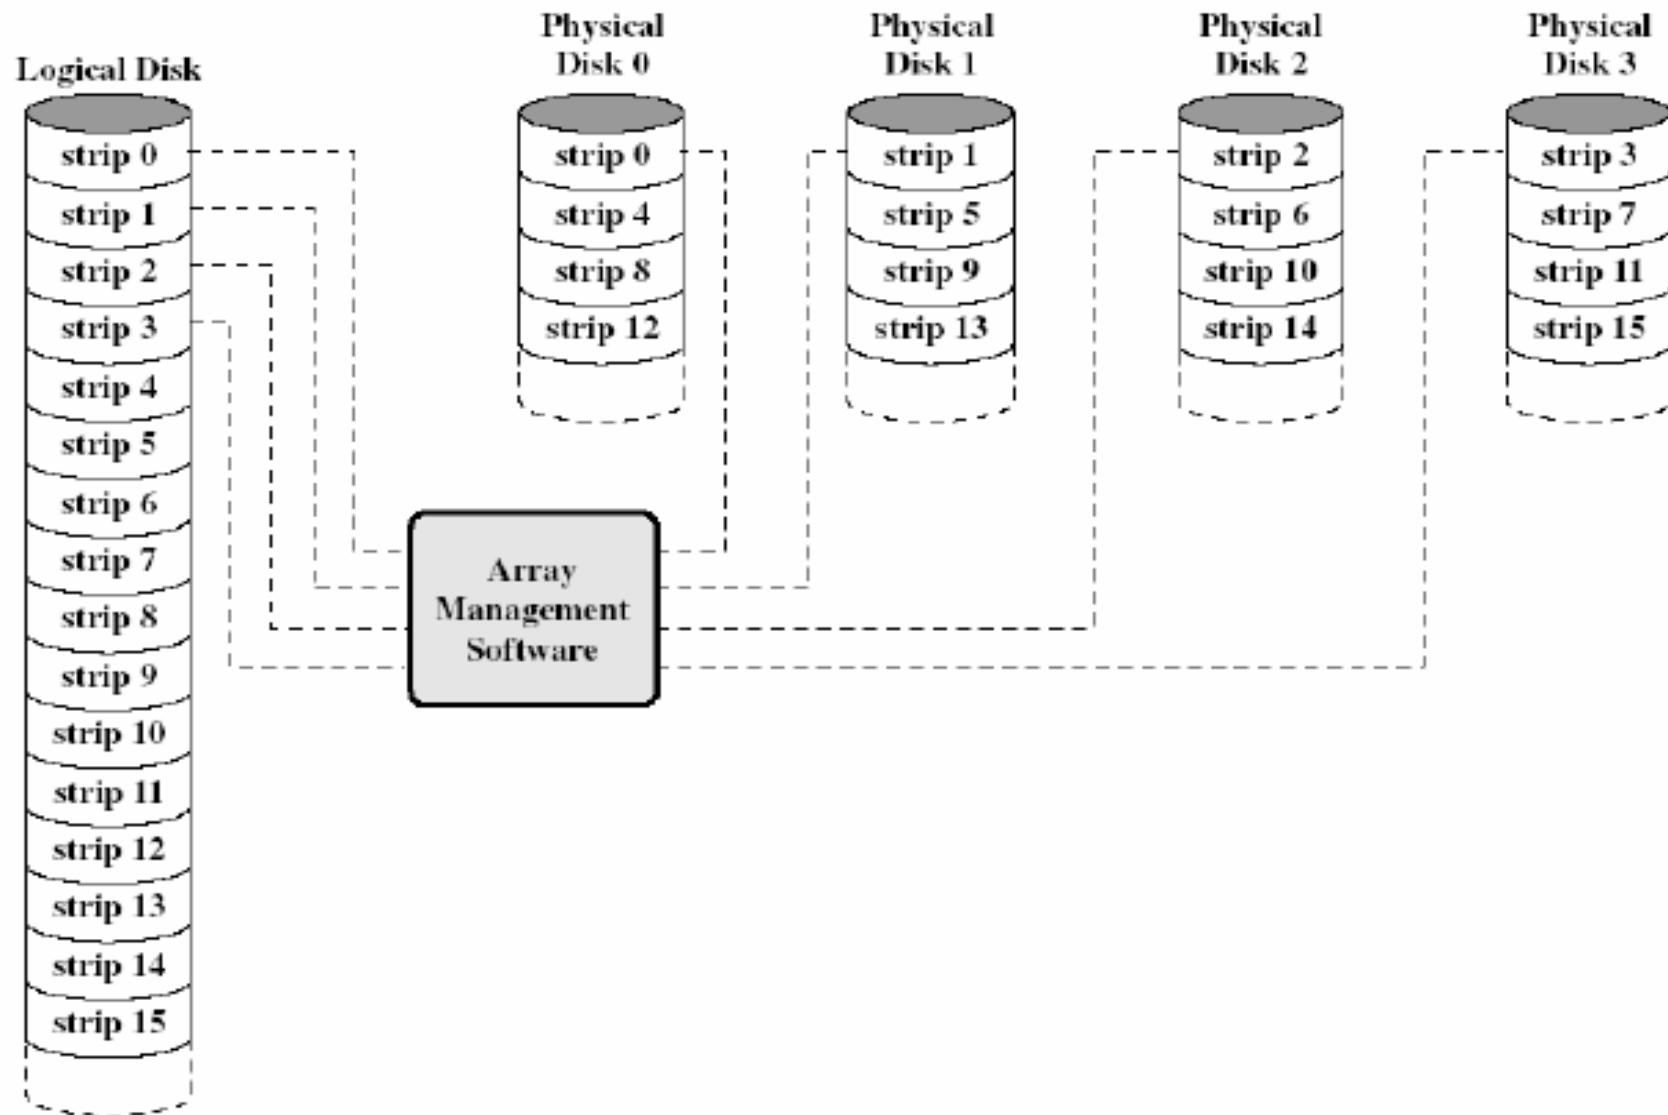 Logical Disk
strip 0
strip 1
strip 2
strip 3
strip 4
strip 5
strip 6
strip 7
strip 8
strip 9
strip 10
strip 11
strip 12
strip 13
strip 14
strip 15
Physical
Disk 0
strip 0
strip 4
strip 8
strip 12
Physical
Disk 1
strip 1
strip 5
strip 9
strip 13
Physical
Disk 2
strip 2
strip 6
strip 10
strip 14
Physical
Disk 3
strip 3
strip 7
strip 11
strip 15
Array
Management
Software